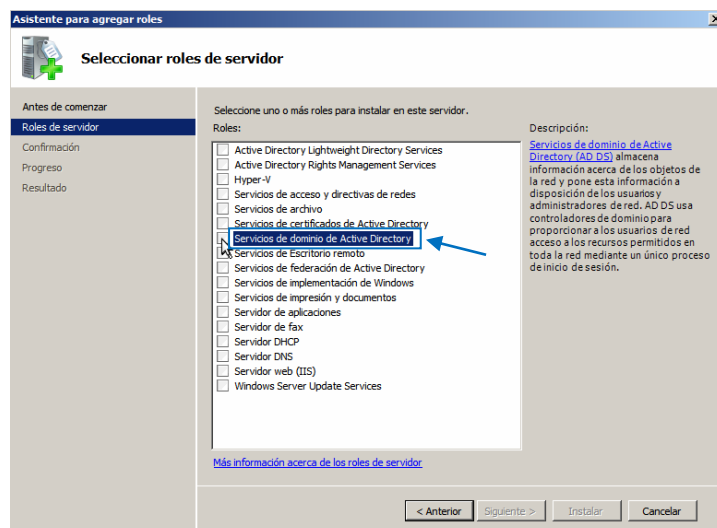 Asistente para agregar roles
Seleccionar roles de servidor
Antes de comenzar
Roles de servidor
Confirmación
Progreso
Resultado
Seleccione uno o más roles para instalar en este servidor.
Roles:
Active Directory Lightweight Directory Services
Active Directory Rights Management Services
Hyper-V
Servicios de acceso y directivas de redes
Servicios de archivo
Servicios de certificados de Active Directory
Servicios de dominio de Active Directory
Servicios de Escritorio remoto
Servicios de federación de Active Directory
Servicios de implementación de Windows
Servicios de impresión y documentos
Servidor de aplicaciones
Servidor de fax
Servidor DHCP
Servidor DNS
Servidor web (IIS)
Windows Server Update Services
Más información acerca de los roles de servidor
Descripción:
Servicios de dominio de Active
Directory (AD DS) almacena
información acerca de los objetos de
la red y pone esta información a
disposición de los usuarios y
administradores de red. AD DS usa
controladores de dominio para
proporcionar a los usuarios de red
acceso a los recursos permitidos en
toda la red mediante un único proceso
de inicio de sesión.
< Anterior
Siguiente >
Instalar
Cancelar